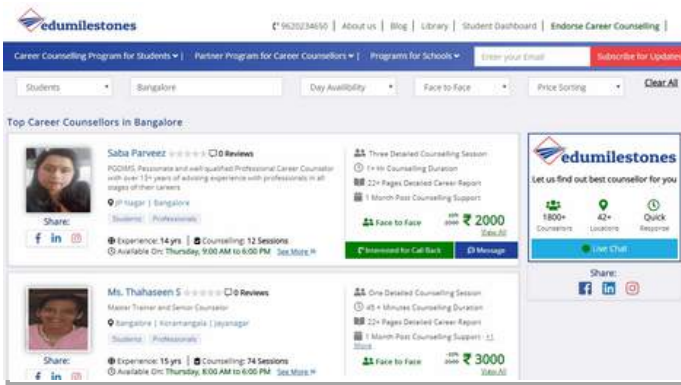 edumilestones
9620234650 | About us | Blog | Library | Student Dashboard | Endorse Career Counselling |
Career Counselling Program for Students | Partner Program for Career Counsellors | Programs for Schools Enter your Email Subscribe for Updates
Students Bangalore Day Availibility Face to Face Price Sorting Clear All
Top Career Counsellors in Bangalore
Saba Parveez 0 Reviews
PGDMS, Passionate and well qualified Professional Career Counselor
with over 13+ years of advising experience with professionals in all
stages of their careers
JP Nagar | Bangalore
Students Professionals
Experience: 14 yrs | Counselling: 12 Sessions
Available On: Thursday, 9:00 AM to 6:00 PM See More »
Share:
Three Detailed Counselling Session
1+ Hr Counselling Duration
22+ Pages Detailed Career Report
1 Month Post Counselling Support
Face to Face ₹ 2000
View All
Interested for Call Back Message
edumilestones
Let us find out best counsellor for you
1800+ 42+ Quick
Counsellors Locations Response
Live Chat
Share:
Ms. Thahaseen S 0 Reviews
Master Trainer and Senior Counselor
Bangalore | Koramangala | Jayanagar
Students Professionals
Experience: 15 yrs | Counselling: 74 Sessions
Available On: Thursday, 8:00 AM to 6:00 PM See More »
Share:
One Detailed Counselling Session
45 + Minutes Counselling Duration
22+ Pages Detailed Career Report
1 Month Post Counselling Support +1
More
Face to Face ₹ 3000
View All